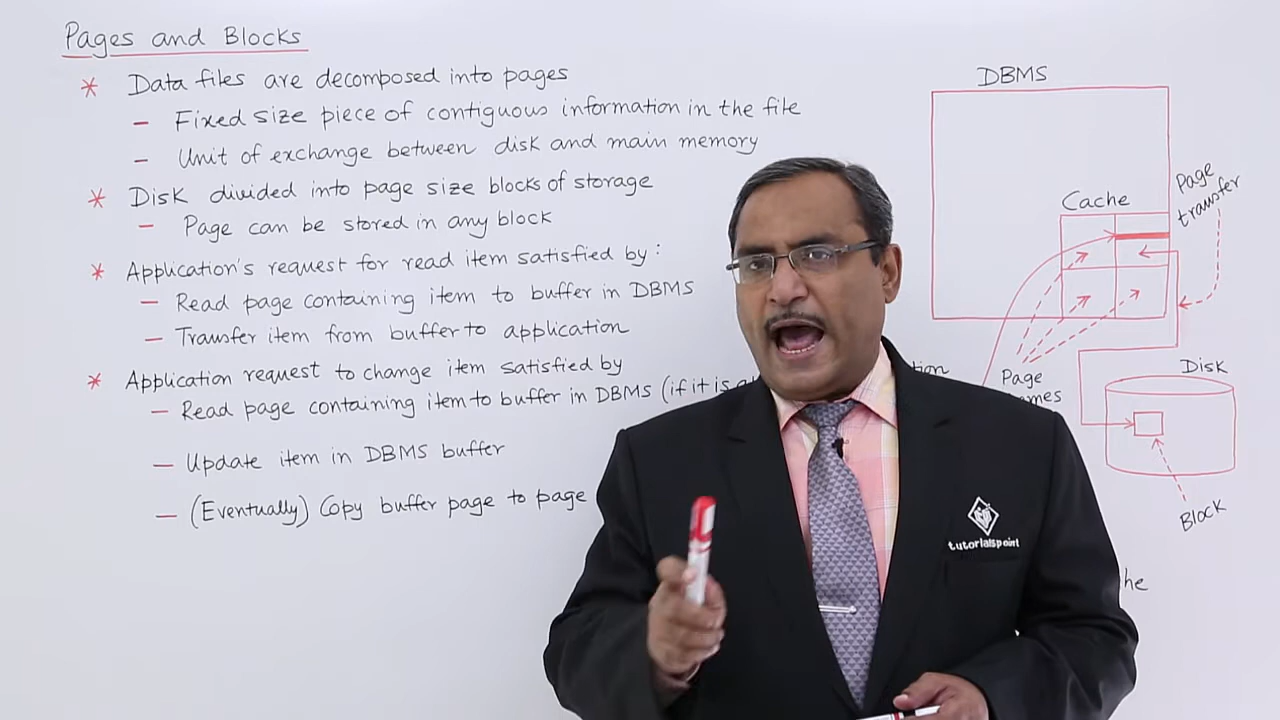 Pages and Blocks
* Data files are decomposed into pages
– Fixed size piece of contiguous information in the file
– Unit of exchange between disk and main memory
* Disk divided into page size blocks of storage
– Page can be stored in any block
* Application's request for read item satisfied by :
– Read page containing item to buffer in DBMS
– Transfer item from buffer to application
* Application request to change item satisfied by
– Read page containing item to buffer in DBMS (if it is
– Update item in DBMS buffer
– (Eventually) Copy buffer page to page
DBMS
Cache
Page transfer
Page
Disk
Block
tutorialspoint